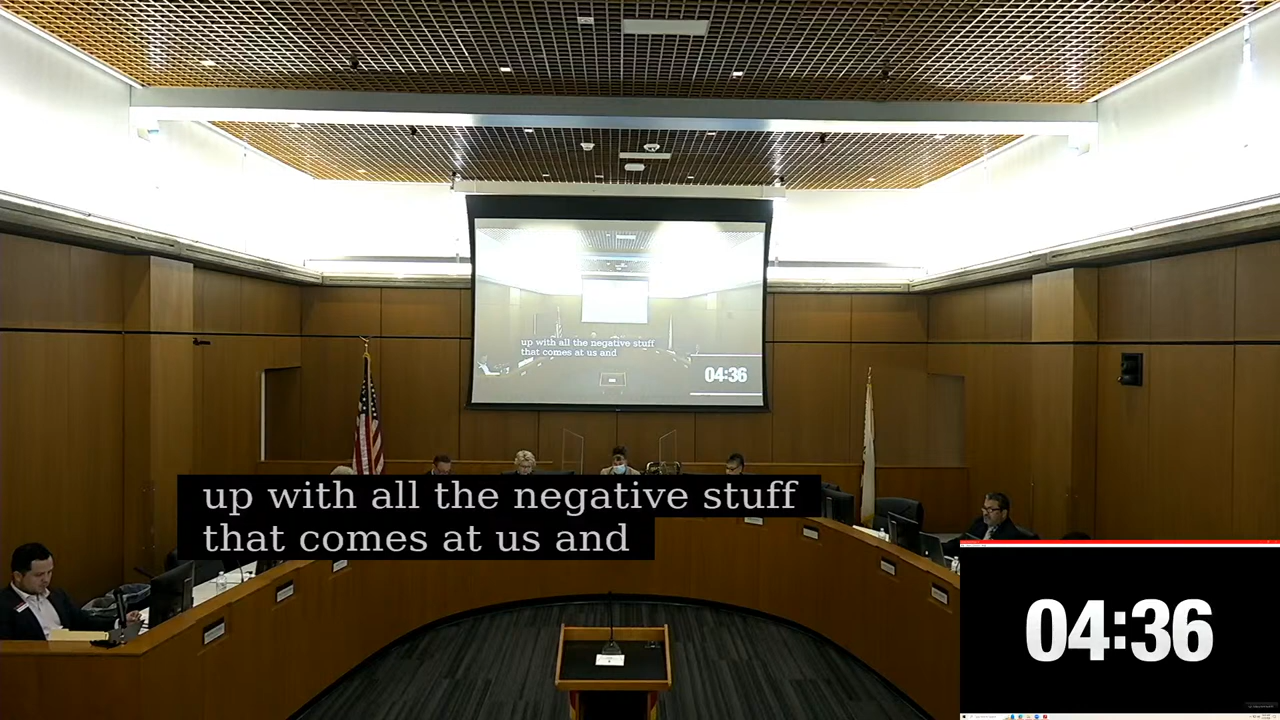 up with all the negative stuff
that comes at us and
04:36
up with all the negative stuff
that comes at us and
04:36